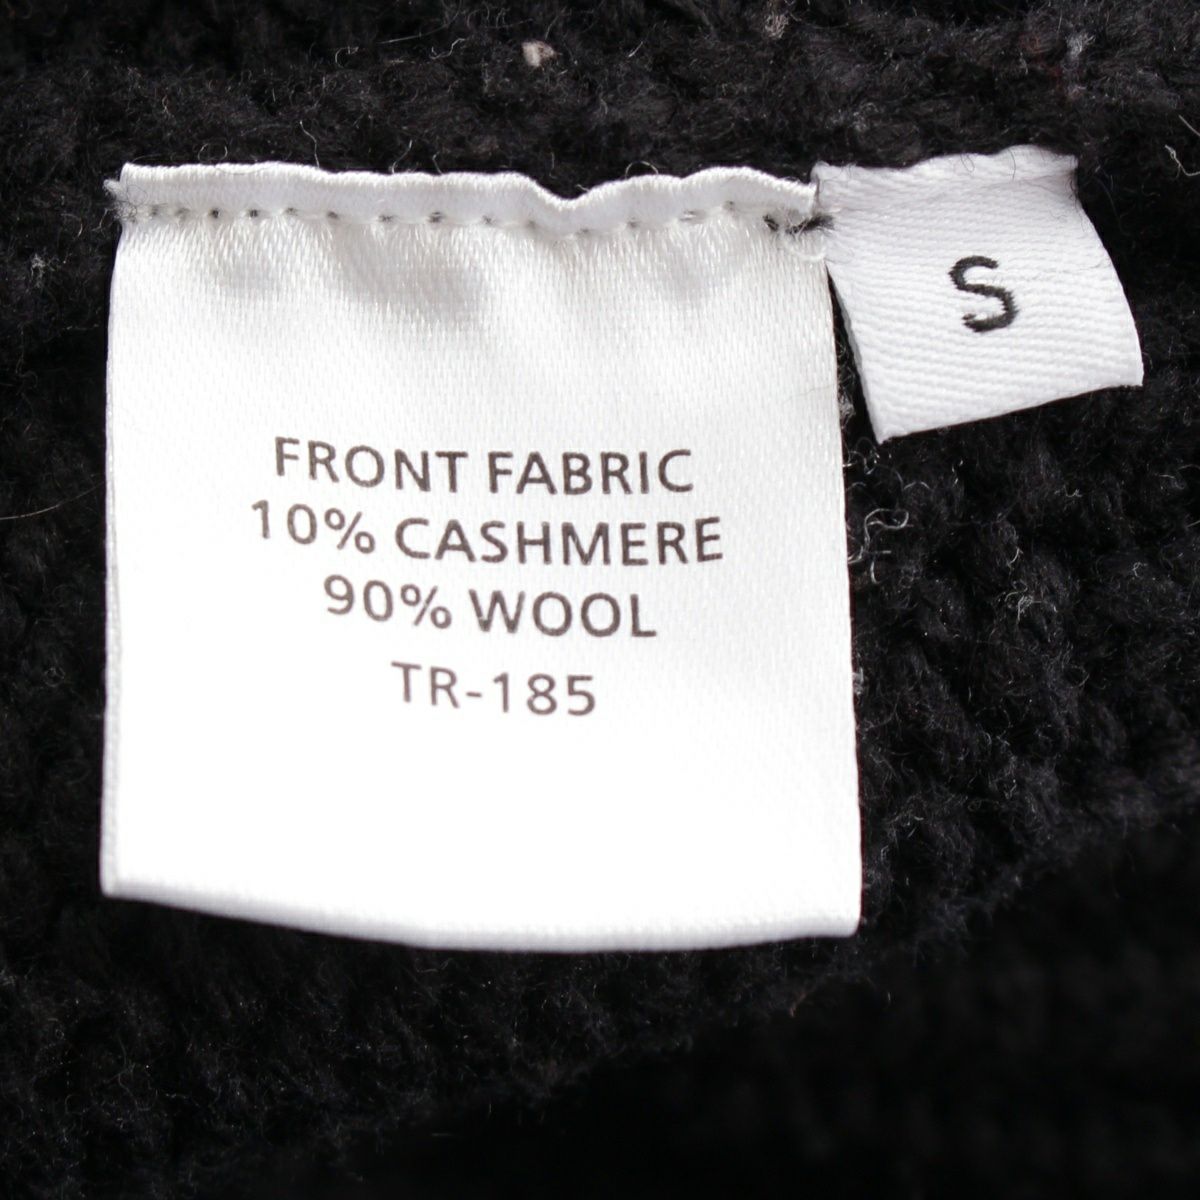 FRONT FABRIC
10% CASHMERE
90% WOOL
TR-185
S